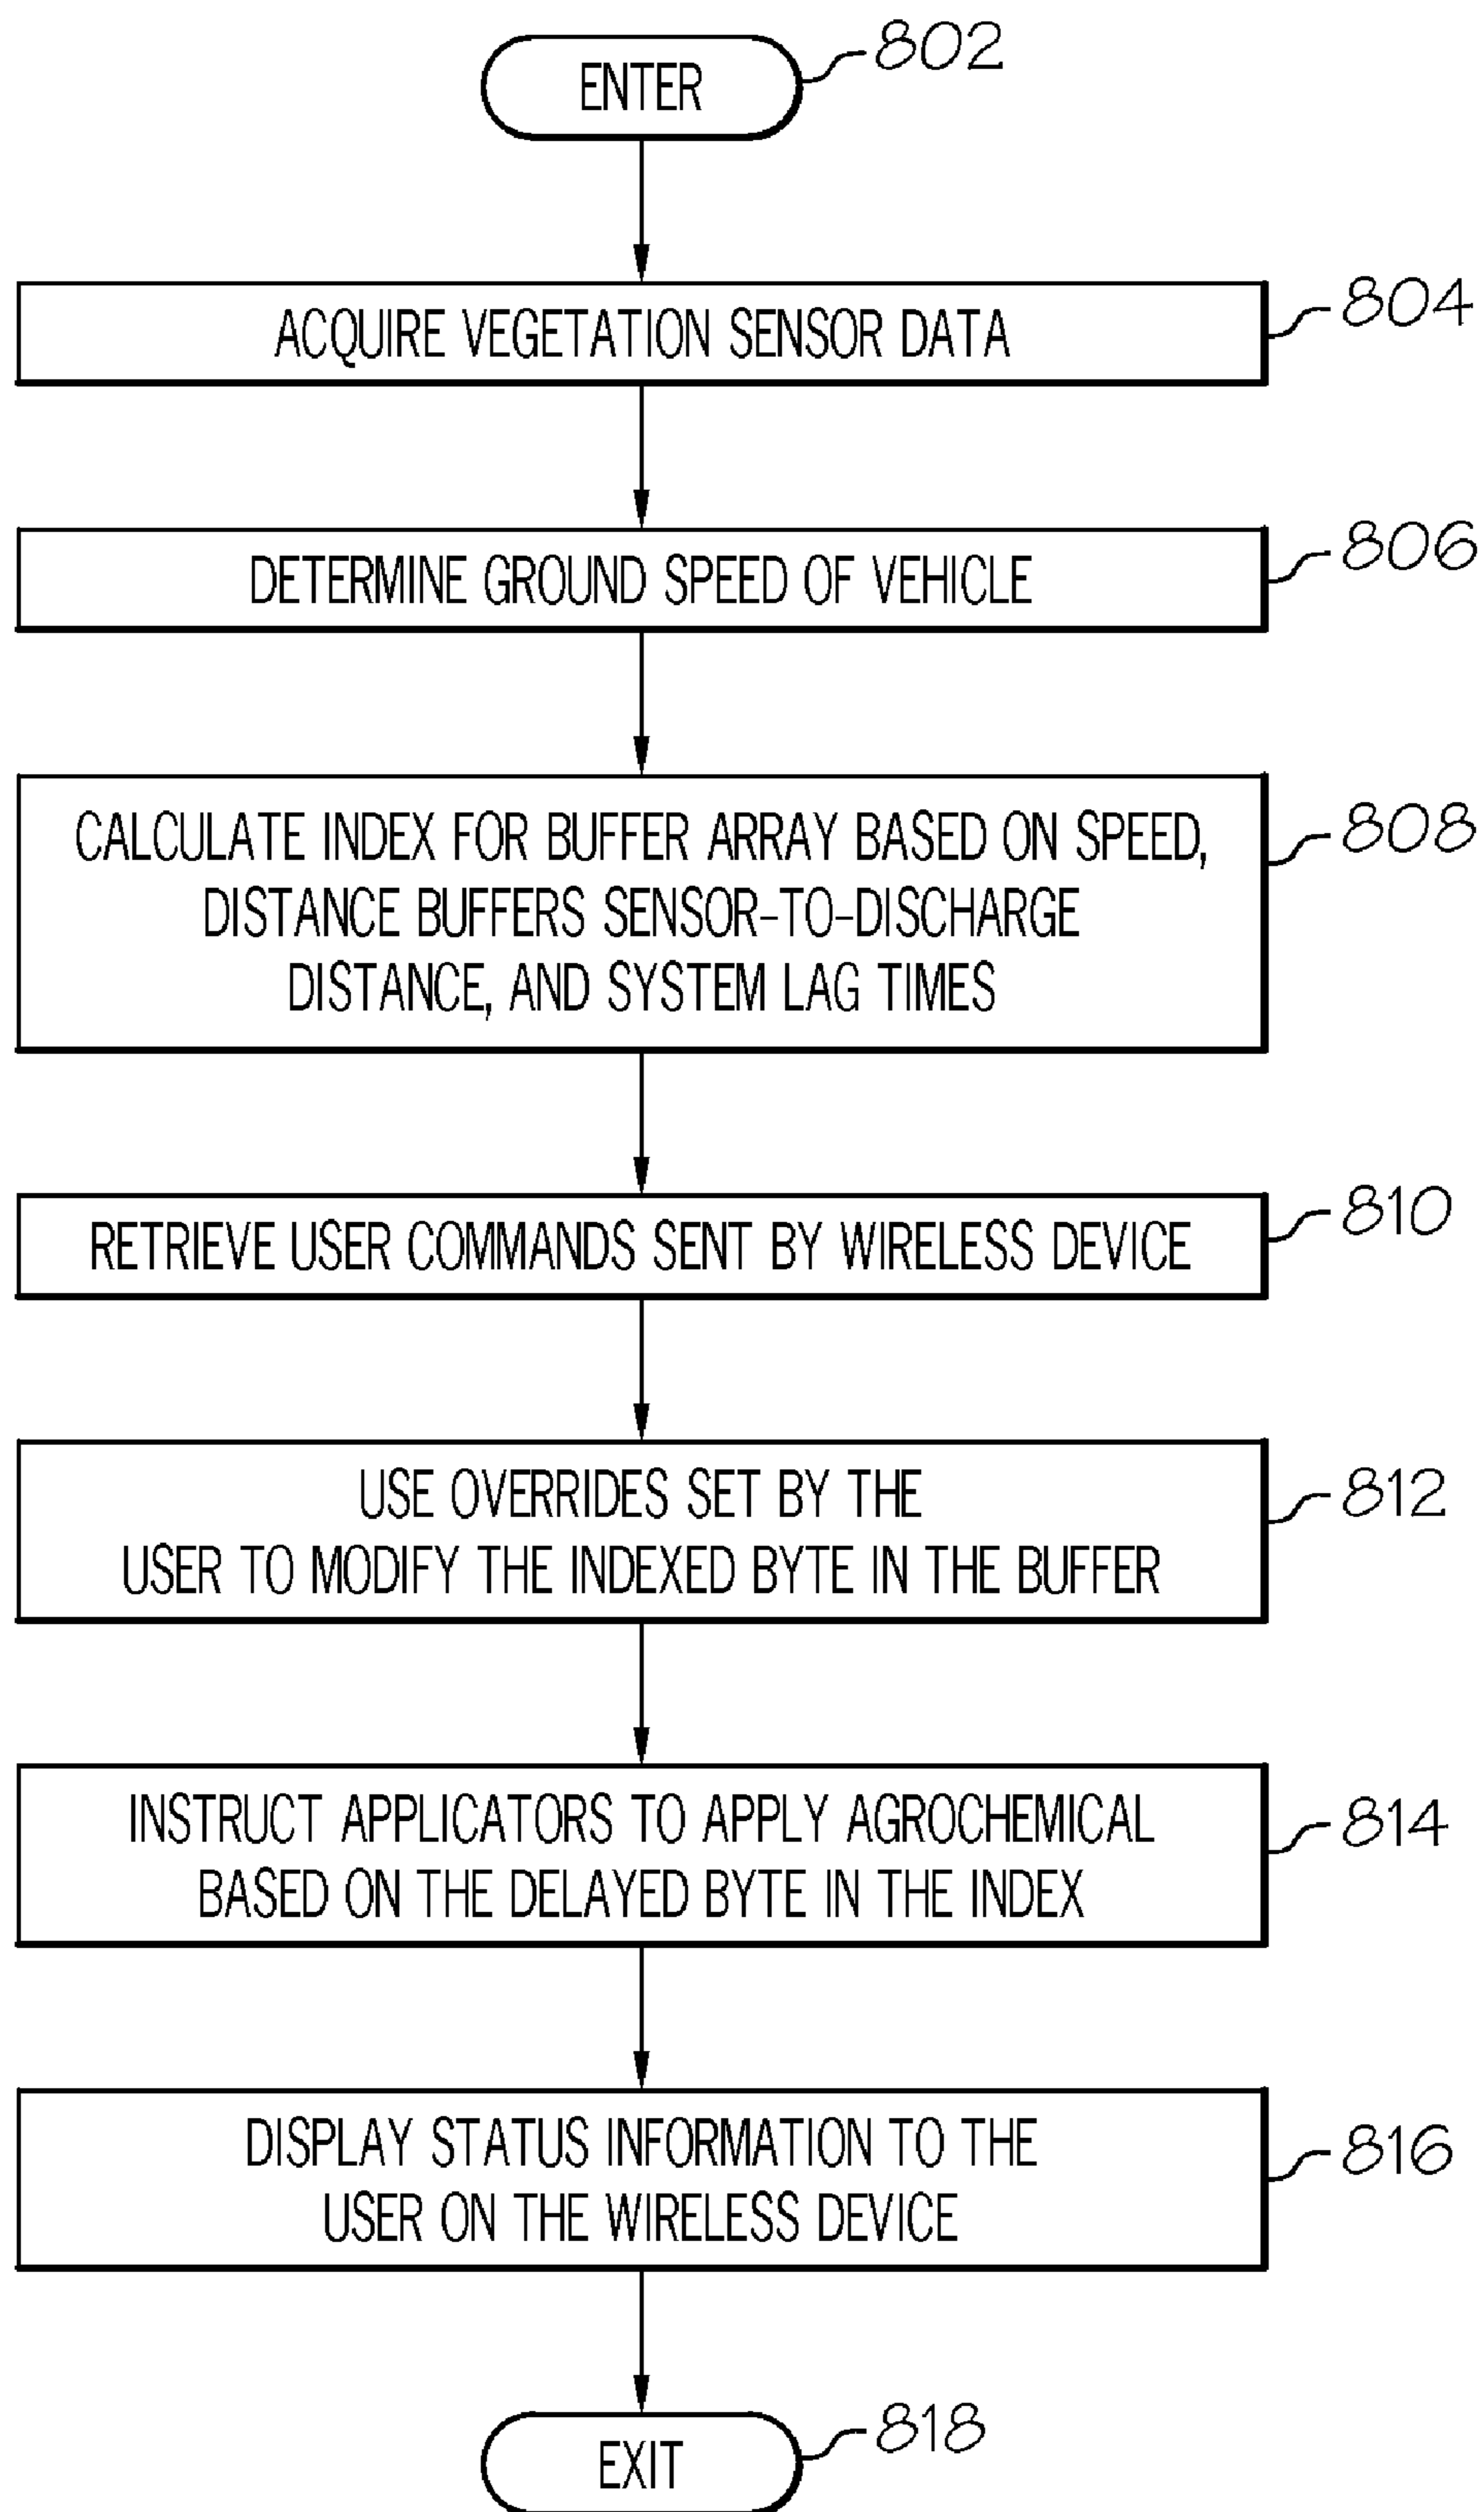 ENTER
802
ACQUIRE VEGETATION SENSOR DATA
804
DETERMINE GROUND SPEED OF VEHICLE
806
CALCULATE INDEX FOR BUFFER ARRAY BASED ON SPEED,
DISTANCE BUFFERS SENSOR-TO-DISCHARGE
DISTANCE, AND SYSTEM LAG TIMES
808
RETRIEVE USER COMMANDS SENT BY WIRELESS DEVICE
810
USE OVERRIDES SET BY THE
USER TO MODIFY THE INDEXED BYTE IN THE BUFFER
812
INSTRUCT APPLICATORS TO APPLY AGROCHEMICAL
BASED ON THE DELAYED BYTE IN THE INDEX
814
DISPLAY STATUS INFORMATION TO THE
USER ON THE WIRELESS DEVICE
816
EXIT
818